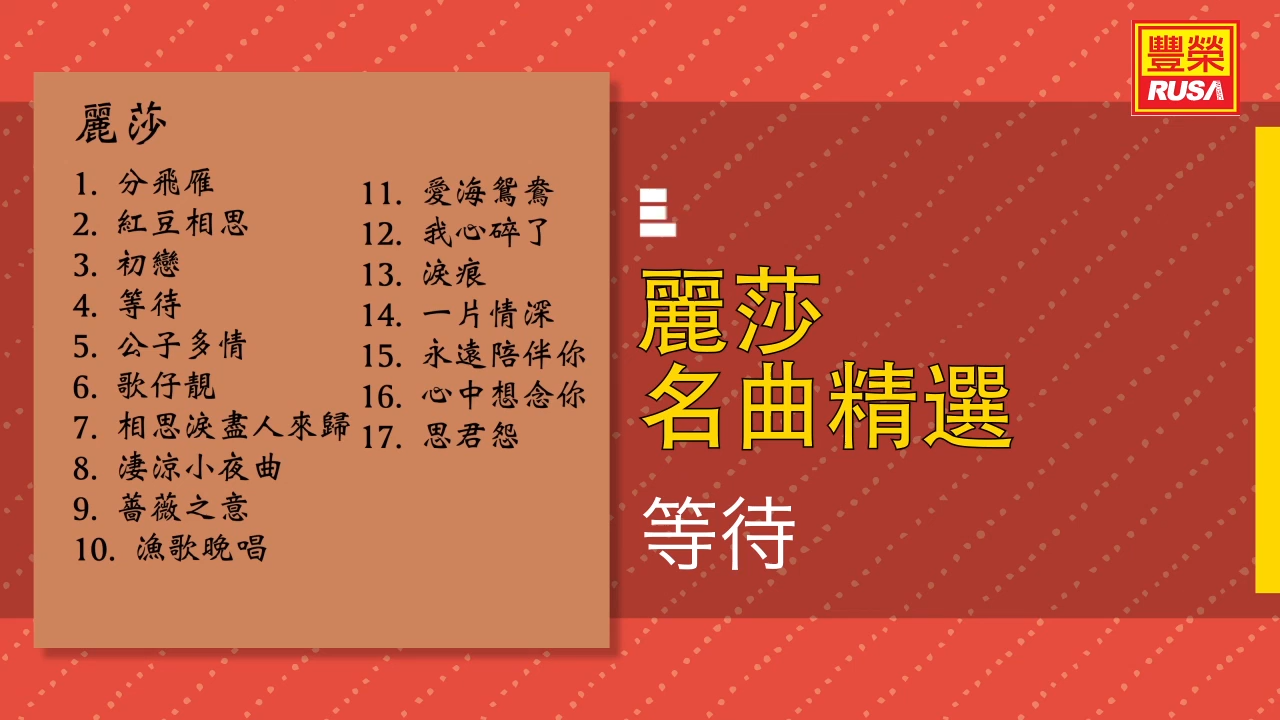 麗莎
1. 分飛雁
2. 紅豆相思
3. 初戀
4. 等待
5. 公子多情
6. 歌仔靚
7. 相思淚盡人來歸
8. 淒涼小夜曲
9. 薔薇之意
10. 漁歌晚唱
11. 愛海鴛鴦
12. 我心碎了
13. 淚痕
14. 一片情深
15. 永遠陪伴你
16. 心中想念你
17. 思君怨
豐榮
RUSA
麗莎
名曲精選
等待